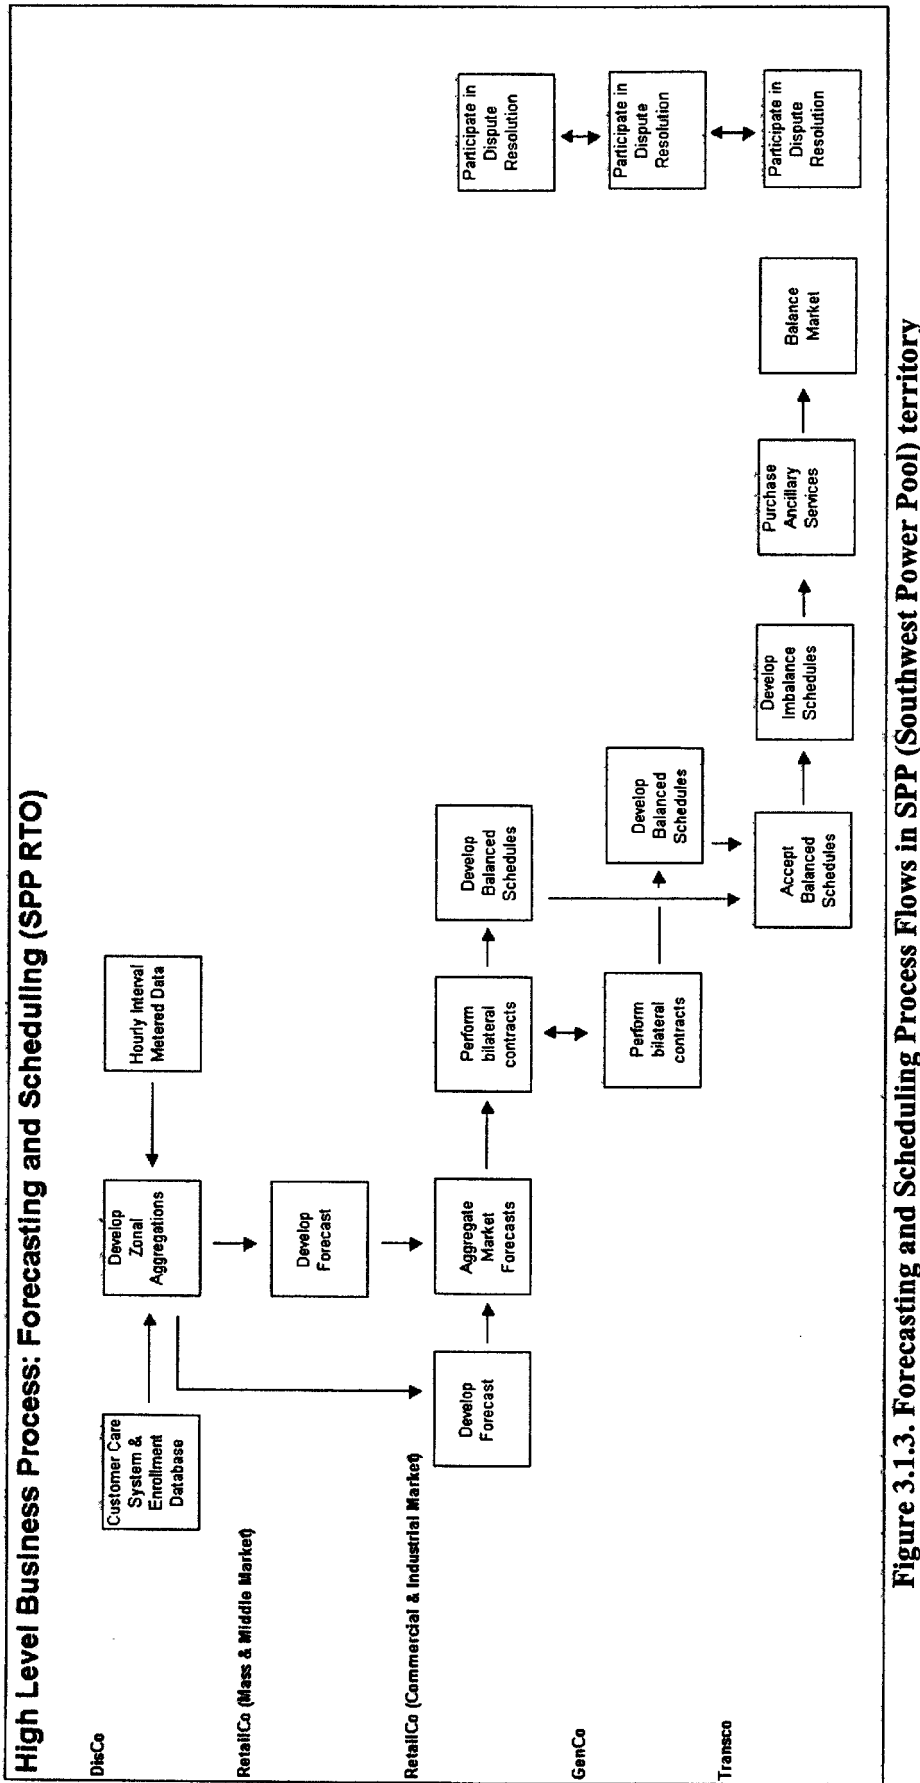 High Level Business Process: Forecasting and Scheduling (SPP RTO)
DisCo
Customer Care
System &
Enrollment
Database
Develop
Zonal
Aggregations
Hourly Interval
Metered Data
RetailCo (Mass & Middle Market)
Develop
Forecast
RetailCo (Commercial & Industrial Market)
Develop
Forecast
Aggregate
Market
Forecasts
Perform
bilateral
contracts
Develop
Balanced
Schedules
Participate in
Dispute
Resolution
GenCo
Perform
bilateral
contracts
Develop
Balanced
Schedules
Participate in
Dispute
Resolution
Transco
Accept
Balanced
Schedules
Develop
Imbalance
Schedules
Purchase
Ancillary
Services
Balance
Market
Participate in
Dispute
Resolution
Figure 3.1.3. Forecasting and Scheduling Process Flows in SPP (Southwest Power Pool) territory